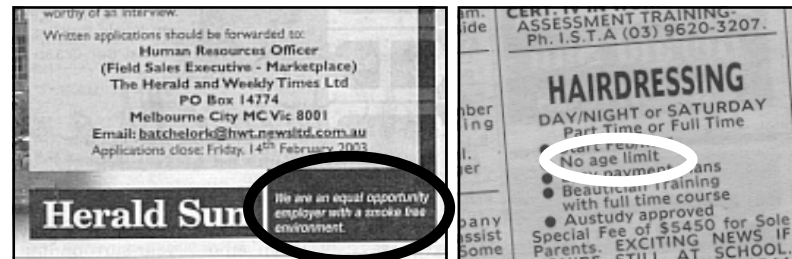 worthy of an interview.
Written applications should be forwarded to:
Human Resources Officer
(Field Sales Executive - Marketplace)
The Herald and Weekly Times Ltd
PO Box 14774
Melbourne City MC Vic 8001
Email: batchelork@hwt.newsltd.com.au
Applications close: Friday, 14th February 2003
Herald Sun
We are an equal opportunity
employer with a smoke free
environment.
ASSESSMENT TRAINING-
Ph. I.S.T.A (03) 9620-3207.
HAIRDRESSING
DAY/NIGHT or SATURDAY
Part Time or Full Time
No age limit
payment
Beautician Training
with full time course
Austudy approved
Special Fee of $5450 for Sole
Parents. EXCITING NEWS IF
STILL AT SCHOOL.